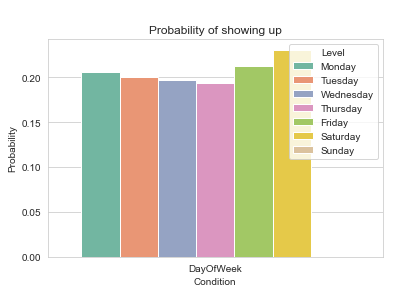 Probability of showing up
Level
Monday
Tuesday
Wednesday
Thursday
Friday
Saturday
Sunday
0.20
0.15
0.10
0.05
0.00
Probability
DayOfWeek
Condition